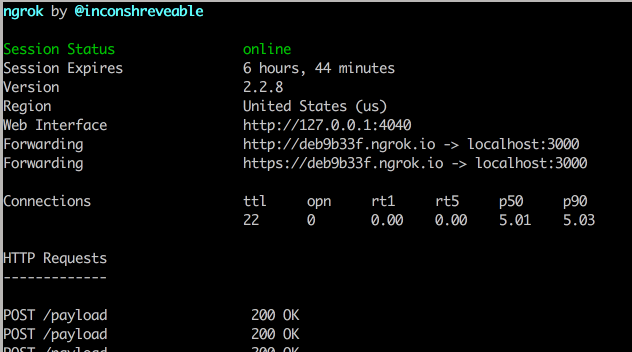 ngrok by @inconshreveable
Session Status online
Session Expires 6 hours, 44 minutes
Version 2.2.8
Region United States (us)
Web Interface http://127.0.0.1:4040
Forwarding http://deb9b33f.ngrok.io -> localhost:3000
Forwarding https://deb9b33f.ngrok.io -> localhost:3000
Connections ttl opn rt1 rt5 p50 p90
22 0 0.00 0.00 5.01 5.03
HTTP Requests
-------------
POST /payload 200 OK
POST /payload 200 OK
POST /payload 200 OK